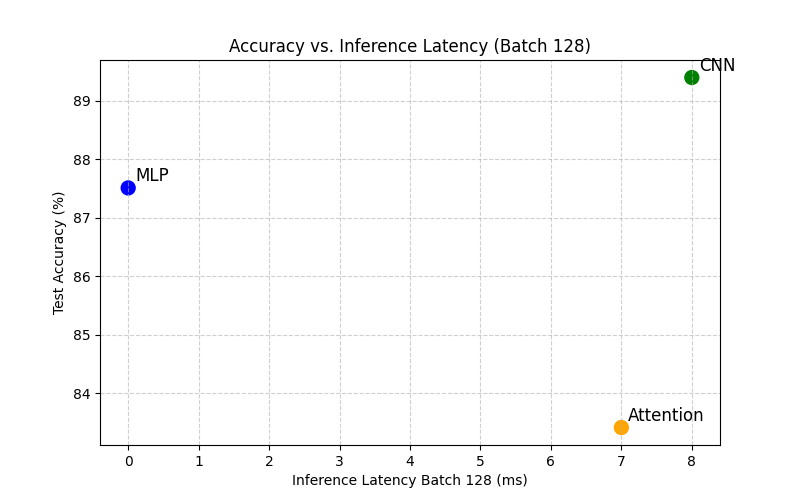 Accuracy vs. Inference Latency (Batch 128)
CNN
89
88
MLP
87
86
85
84
Attention
Test Accuracy (%)
0 1 2 3 4 5 6 7 8
Inference Latency Batch 128 (ms)